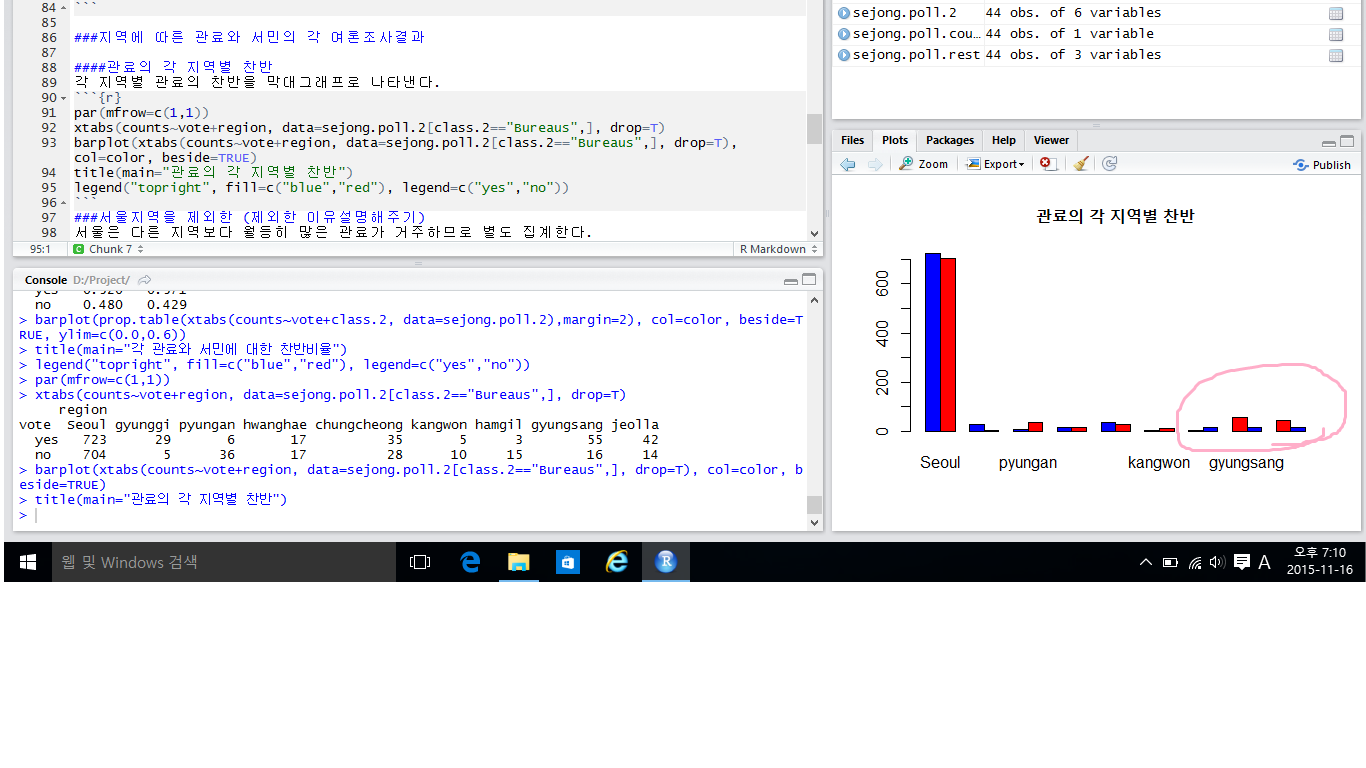 84 ```
85
86 ###지역에 따른 관료와 서민의 각 여론조사결과
87
88 ####관료의 각 지역별 찬반
89 각 지역별 관료의 찬반을 막대그래프로 나타낸다.
90 ```{r}
91 par(mfrow=c(1,1))
92 xtabs(counts~vote+region, data=sejong.poll.2[class.2=="Bureaus",], drop=T)
93 barplot(xtabs(counts~vote+region, data=sejong.poll.2[class.2=="Bureaus",], drop=T),
col=color, beside=TRUE)
94 title(main="관료의 각 지역별 찬반")
95 legend("topright", fill=c("blue","red"), legend=c("yes","no"))
96 ```
97 ###서울지역을 제외한 (제외한 이유설명해주기)
98 서울은 다른 지역보다 월등히 많은 관료가 거주하므로 별도 집계한다.
95:1 Chunk 7 R Markdown
Console D:/Project/
no 0.480 0.429
> barplot(prop.table(xtabs(counts~vote+class.2, data=sejong.poll.2),margin=2), col=color, beside=T
RUE, ylim=c(0.0,0.6))
> title(main="각 관료와 서민에 대한 찬반비율")
> legend("topright", fill=c("blue","red"), legend=c("yes","no"))
> par(mfrow=c(1,1))
> xtabs(counts~vote+region, data=sejong.poll.2[class.2=="Bureaus",], drop=T)
region
vote Seoul gyunggi pyungan hwanghae chungcheong kangwon hamgil gyungsang jeolla
yes 723 29 6 17 35 5 3 55 42
no 704 5 36 17 28 10 15 16 14
> barplot(xtabs(counts~vote+region, data=sejong.poll.2[class.2=="Bureaus",], drop=T), col=color, b
eside=TRUE)
> title(main="관료의 각 지역별 찬반")
>
sejong.poll.2 44 obs. of 6 variables
sejong.poll.cou… 44 obs. of 1 variable
sejong.poll.rest 44 obs. of 3 variables
Files Plots Packages Help Viewer
Zoom Export Publish
관료의 각 지역별 찬반
600
400
200
0
Seoul pyungan kangwon gyungsang
웹 및 Windows 검색
A 오후 7:10
2015-11-16